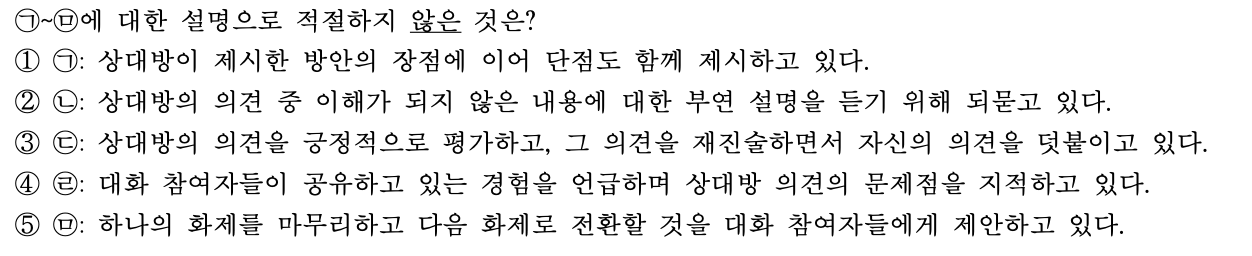 ㉠~㉤에 대한 설명으로 적절하지 않은 것은?
① ㉠: 상대방이 제시한 방안의 장점에 이어 단점도 함께 제시하고 있다.
② ㉡: 상대방의 의견 중 이해가 되지 않은 내용에 대한 부연 설명을 듣기 위해 되묻고 있다.
③ ㉢: 상대방의 의견을 긍정적으로 평가하고, 그 의견을 재진술하면서 자신의 의견을 덧붙이고 있다.
④ ㉣: 대화 참여자들이 공유하고 있는 경험을 언급하며 상대방 의견의 문제점을 지적하고 있다.
⑤ ㉤: 하나의 화제를 마무리하고 다음 화제로 전환할 것을 대화 참여자들에게 제안하고 있다.